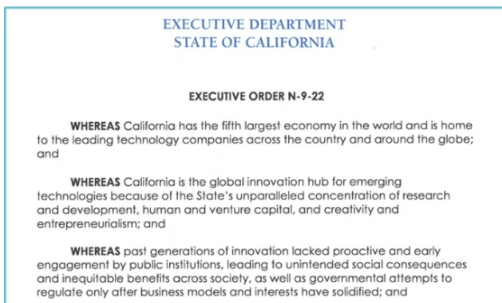 EXECUTIVE DEPARTMENT
STATE OF CALIFORNIA
EXECUTIVE ORDER N-9-22
WHEREAS California has the fifth largest economy in the world and is home
to the leading technology companies across the country and around the globe;
and
WHEREAS California is the global innovation hub for emerging
technologies because of the State's unparalleled concentration of research
and development, human and venture capital, and creativity and
entrepreneurialism; and
WHEREAS past generations of innovation lacked proactive and early
engagement by public institutions, leading to unintended social consequences
and inequitable benefits across society, as well as governmental attempts to
regulate only after business models and interests have solidified; and